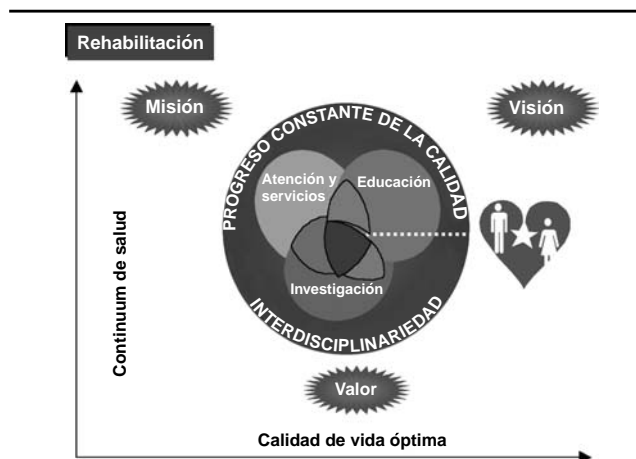 Rehabilitación
Misión
Visión
PROGRESO CONSTANTE DE LA CALIDAD
Atención y
servicios
Educación
Investigación
INTERDISCIPLINARIEDAD
Continuum de salud
Valor
Calidad de vida óptima